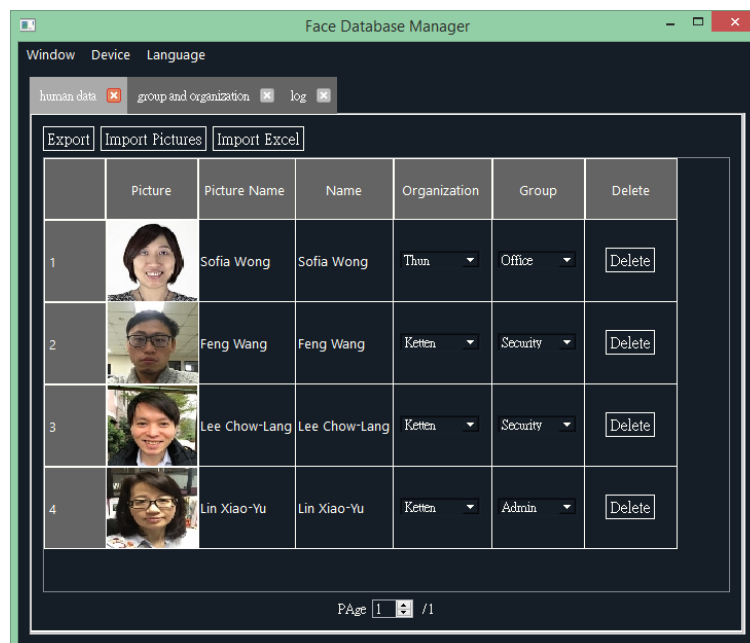 Face Database Manager
Window Device Language
human data group and organization log
Export Import Pictures Import Excel
Picture Picture Name Name Organization Group Delete
1 Sofia Wong Sofia Wong Thun Office Delete
2 Feng Wang Feng Wang Ketten Security Delete
3 Lee Chow-Lang Lee Chow-Lang Ketten Security Delete
4 Lin Xiao-Yu Lin Xiao-Yu Ketten Admin Delete
PAge 1 /1